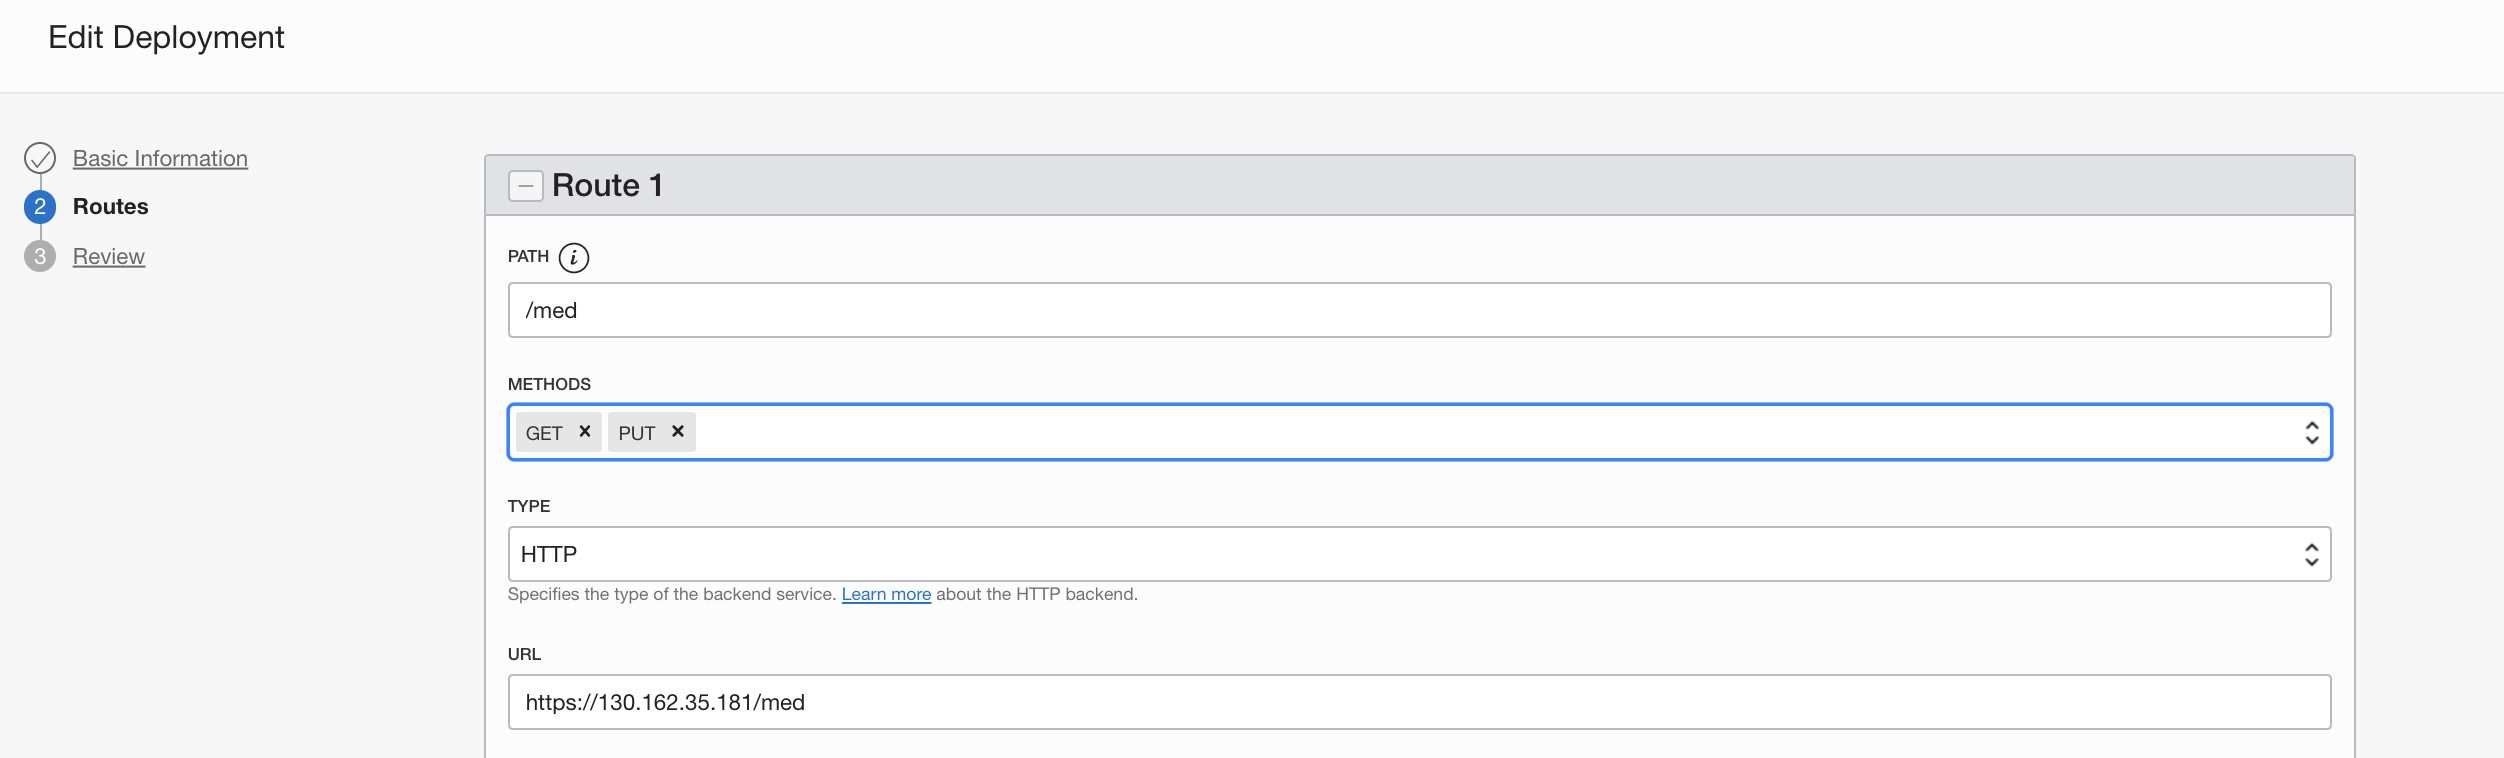 Edit Deployment
Basic Information
2 Routes
3 Review
Route 1
PATH i
/med
METHODS
GET × PUT ×
TYPE
HTTP
Specifies the type of the backend service. Learn more about the HTTP backend.
URL
https://130.162.35.181/med